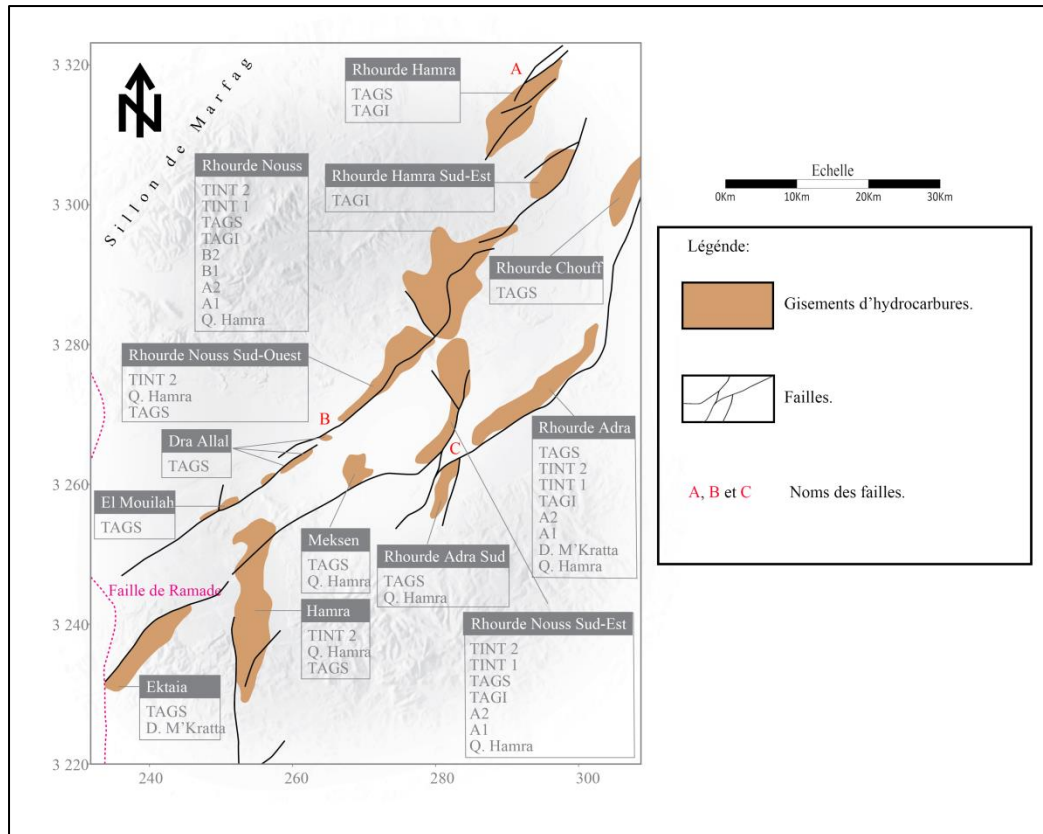 3 320
3 300
3 280
3 260
3 240
3 220
240
260
280
300
N
Sillon de Marfag
A
Rhourde Hamra
TAGS
TAGI
Rhourde Nouss
TINT 2
TINT 1
TAGS
TAGI
B2
B1
A2
A1
Q. Hamra
Rhourde Hamra Sud-Est
TAGI
Rhourde Chouff
TAGS
Rhourde Nouss Sud-Ouest
TINT 2
Q. Hamra
TAGS
B
Dra Allal
TAGS
C
Rhourde Adra
TAGS
TINT 2
TINT 1
TAGI
A2
A1
D. M'Kratta
Q. Hamra
El Mouilah
TAGS
Meksen
TAGS
Q. Hamra
Rhourde Adra Sud
TAGS
Q. Hamra
Faille de Ramade
Hamra
TINT 2
Q. Hamra
TAGS
Rhourde Nouss Sud-Est
TINT 2
TINT 1
TAGS
TAGI
A2
A1
Q. Hamra
Ektaia
TAGS
D. M'Kratta
Echelle
0Km 10Km 20Km 30Km
Légénde:
Gisements d'hydrocarbures.
Failles.
A, B et C Noms des failles.